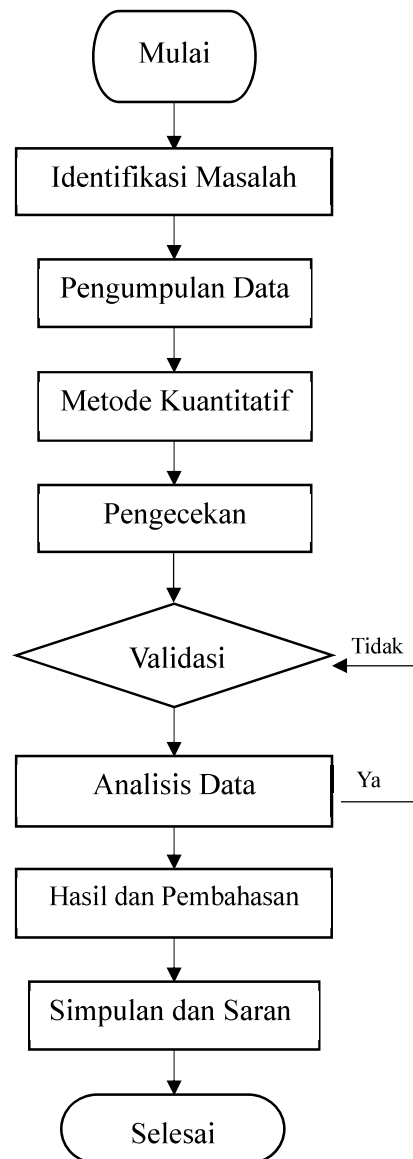 Mulai
Identifikasi Masalah
Pengumpulan Data
Metode Kuantitatif
Pengecekan
Validasi
Tidak
Analisis Data
Ya
Hasil dan Pembahasan
Simpulan dan Saran
Selesai